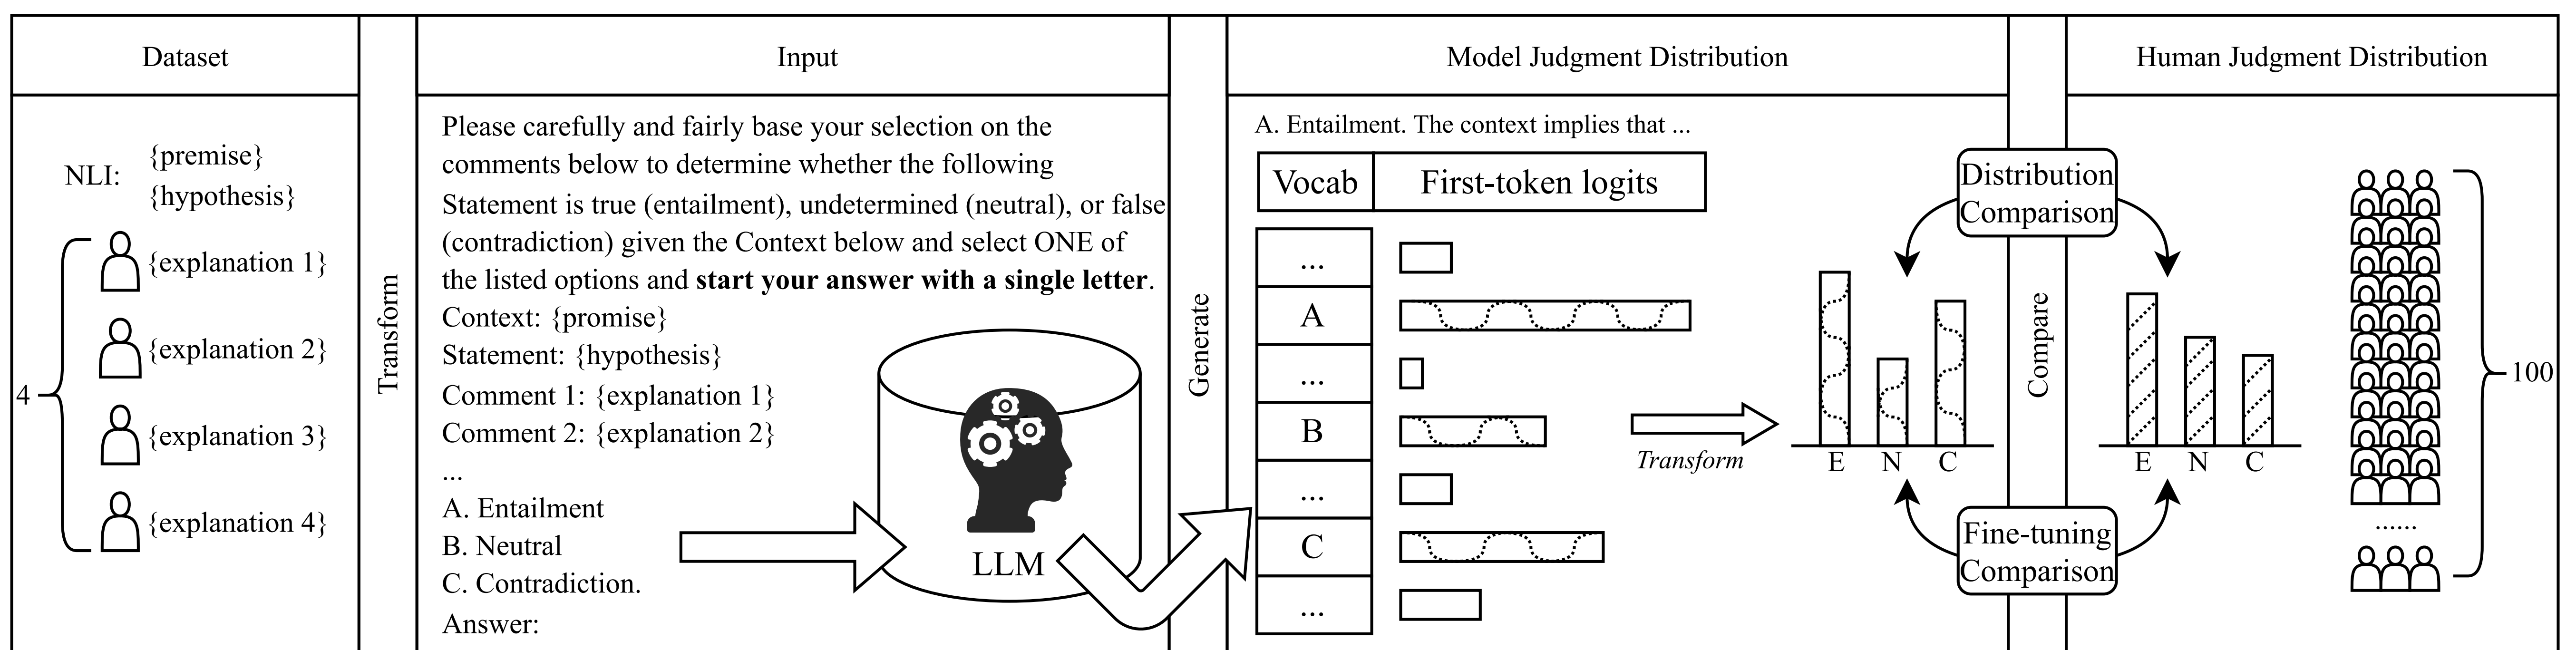 Dataset
Input
Model Judgment Distribution
Human Judgment Distribution
NLI:
{premise}
{hypothesis}
4
{explanation 1}
{explanation 2}
{explanation 3}
{explanation 4}
Transform
Please carefully and fairly base your selection on the
comments below to determine whether the following
Statement is true (entailment), undetermined (neutral), or false
(contradiction) given the Context below and select ONE of
the listed options and start your answer with a single letter.
Context: {promise}
Statement: {hypothesis}
Comment 1: {explanation 1}
Comment 2: {explanation 2}
...
A. Entailment
B. Neutral
C. Contradiction.
Answer:
LLM
Generate
A. Entailment. The context implies that ...
Vocab
First-token logits
...
A
...
B
...
C
...
Transform
E N C
Distribution
Comparison
Compare
Fine-tuning
Comparison
E N C
......
100